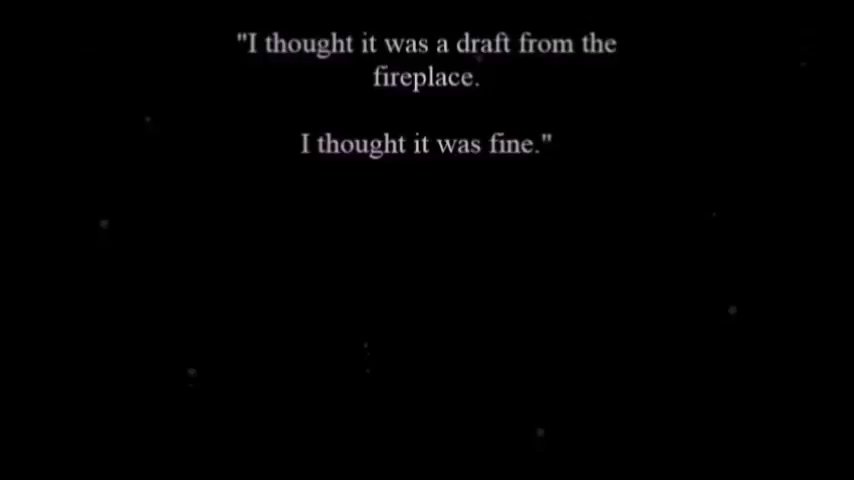 "I thought it was a draft from the
fireplace.
I thought it was fine."